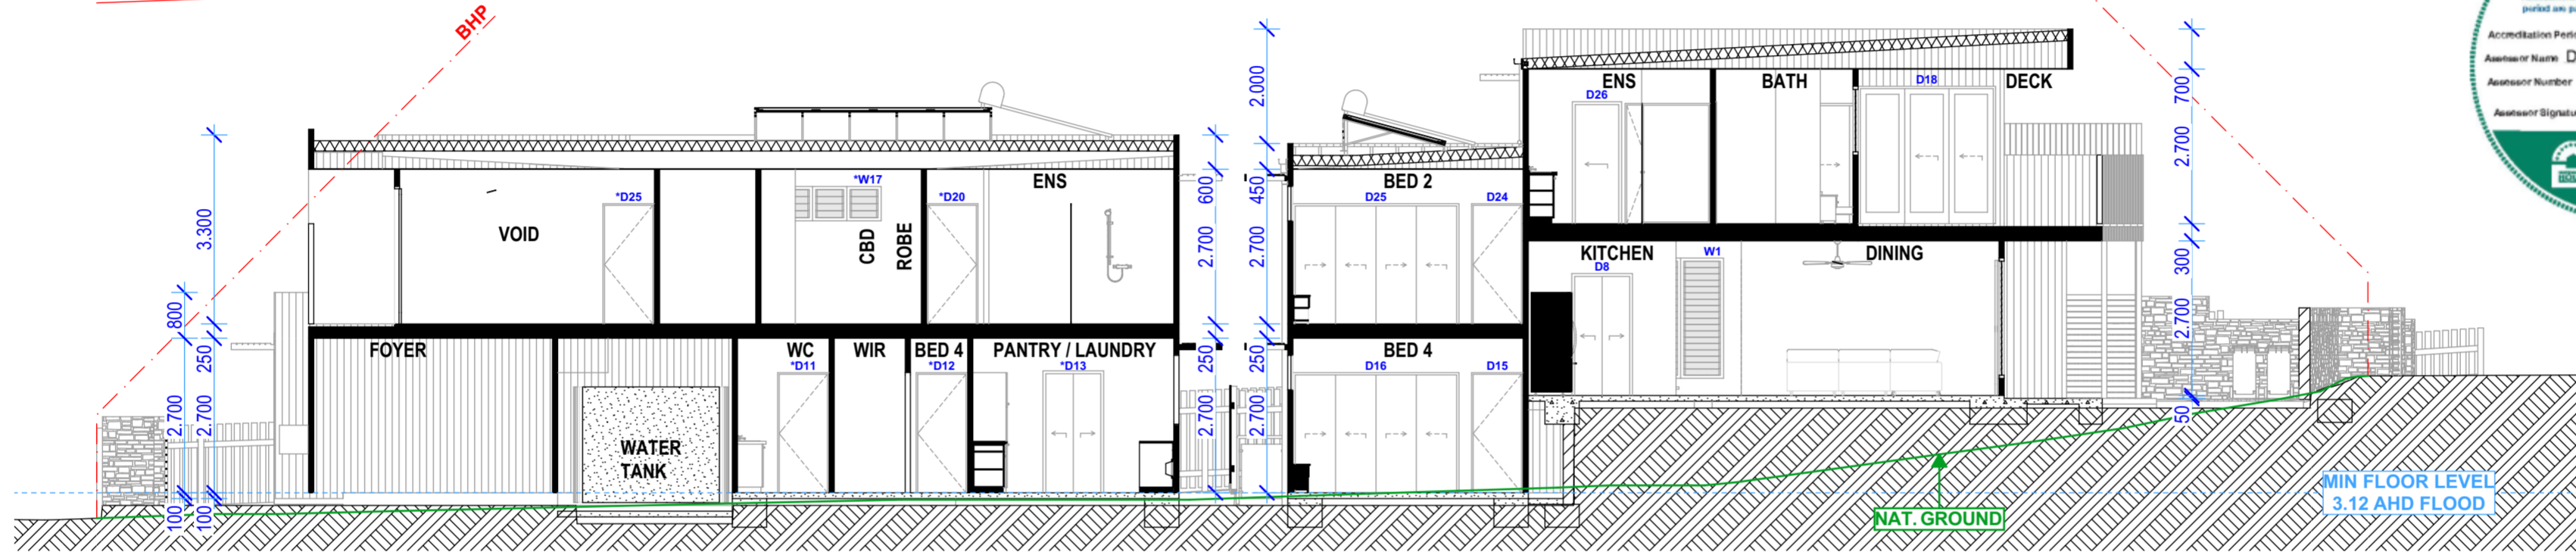 BHP
period are
Accreditation
Assessor Name D
Assessor Number
Assessor
3.300
800
250
2.700
2.700
100
100
VOID
*D25
*W17
CBD
ROBE
*D20
ENS
FOYER
WATER
TANK
WC
*D11
WIR
BED 4
*D12
PANTRY / LAUNDRY
*D13
600
2.700
250
2.700
2.000
450
2.700
250
2.700
BED 2
D25
D24
BED 4
D16
D15
ENS
D26
BATH
D18
DECK
KITCHEN
D8
W1
DINING
700
2.700
300
2.700
50
NAT. GROUND
MIN FLOOR LEVEL
3.12 AHD FLOOD